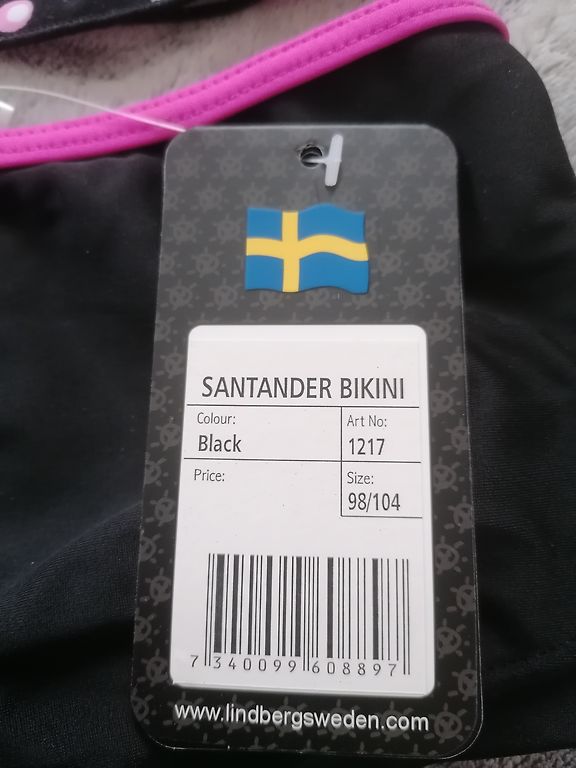 SANTANDER BIKINI
Colour:
Black
Art No:
1217
Price:
Size:
98/104
7 340099 608897
www.lindbergsweden.com